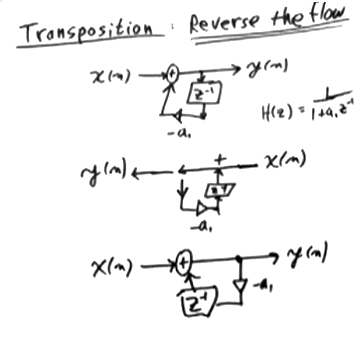 Transposition : Reverse the flow
x(n) + y(n)
z⁻¹
-a₁
H(z) = 1/1+a₁z⁻¹
y(n) + x(n)
z⁻¹
-a₁
x(n) + y(n)
-a₁
z⁻¹